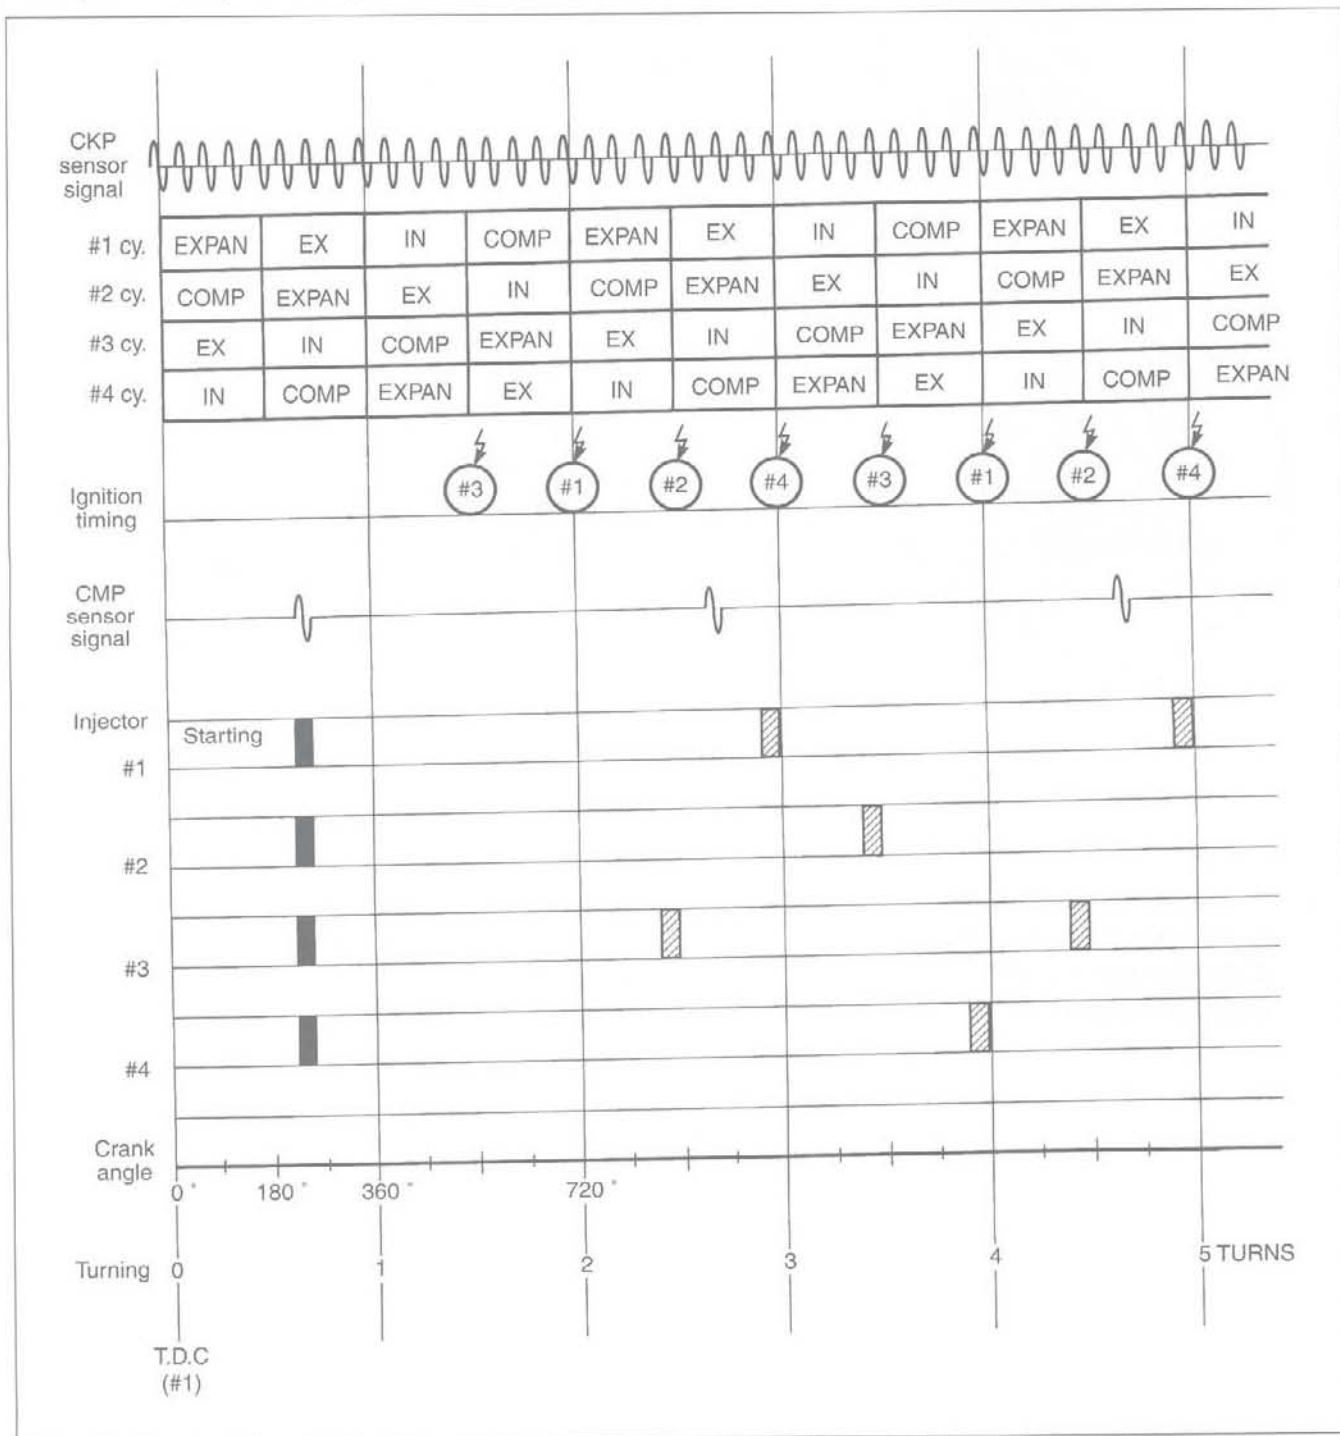 CKP
sensor
signal
#1 cy. EXPAN EX IN COMP EXPAN EX IN COMP EXPAN EX IN
#2 cy. COMP EXPAN EX IN COMP EXPAN EX IN COMP EXPAN EX
#3 cy. EX IN COMP EXPAN EX IN COMP EXPAN EX IN COMP
#4 cy. IN COMP EXPAN EX IN COMP EXPAN EX IN COMP EXPAN
Ignition
timing
#3 #1 #2 #4 #3 #1 #2 #4
CMP
sensor
signal
Injector
Starting
#1
#2
#3
#4
Crank
angle
0° 180° 360° 720°
Turning 0 1 2 3 4 5 TURNS
T.D.C
(#1)